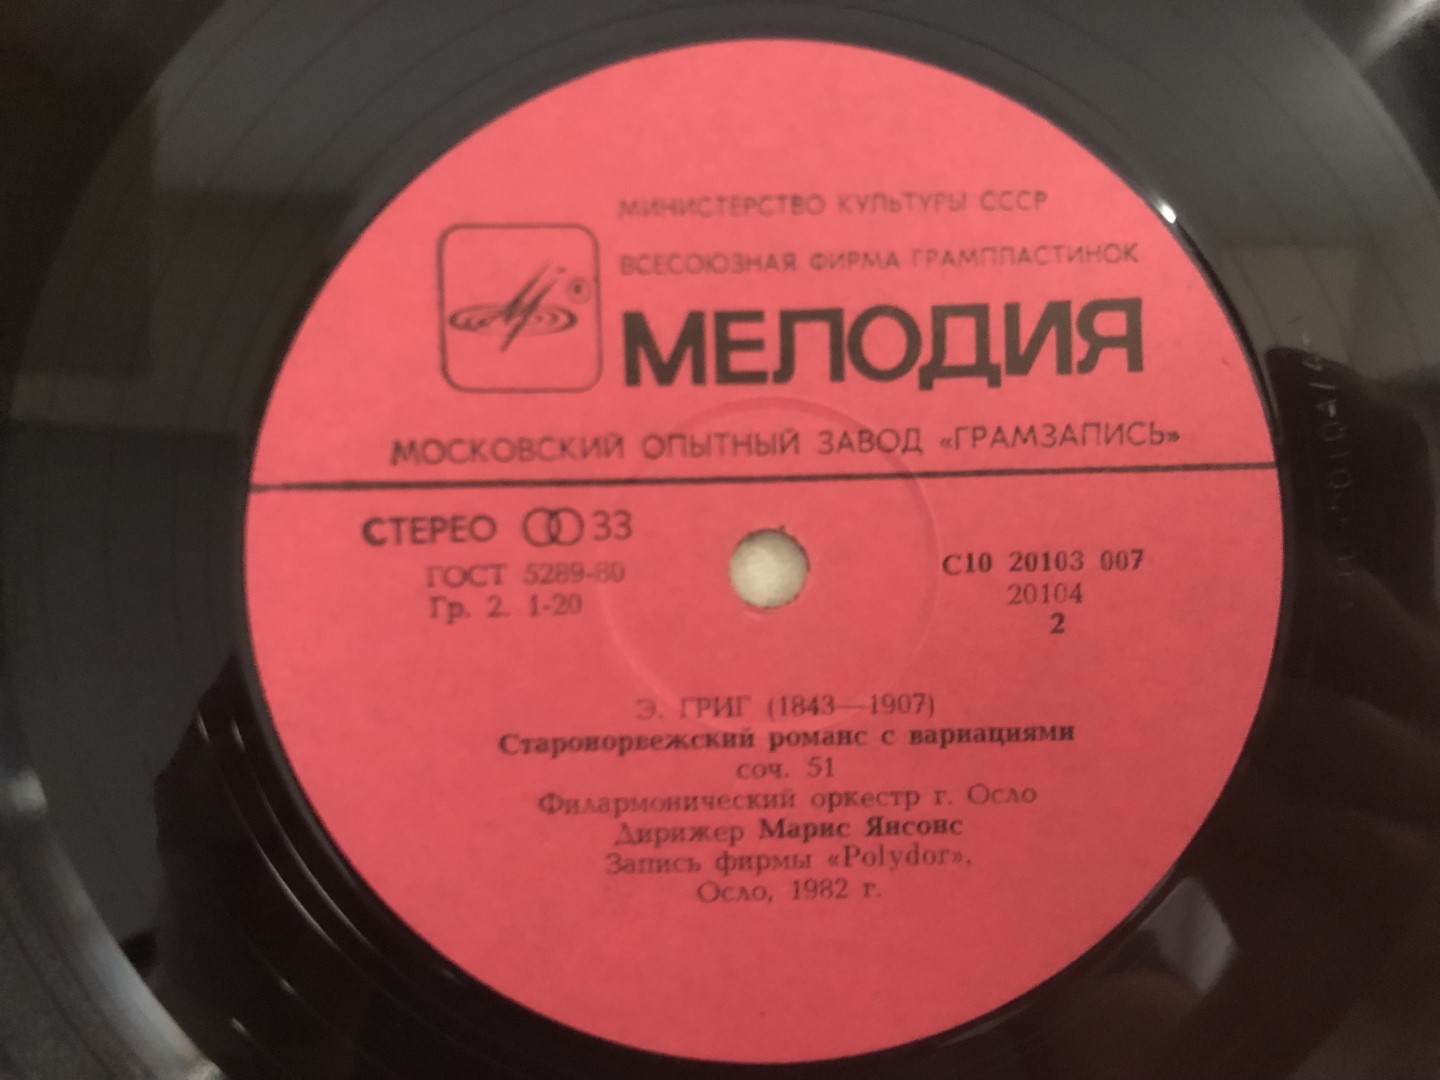 МИНИСТЕРСТВО КУЛЬТУРЫ СССР
ВСЕСОЮЗНАЯ ФИРМА ГРАМПЛАСТИНОК
МЕЛОДИЯ
МОСКОВСКИЙ ОПЫТНЫЙ ЗАВОД «ГРАМЗАПИСЬ»
СТЕРЕО 33
ГОСТ 5289-80
Гр. 2. 1-20
С10 20103 007
20104
2
Э. ГРИГ (1843—1907)
Старонорвежский романс с вариациями
соч. 51
Филармонический оркестр г. Осло
Дирижер Марис Янсонс
Запись фирмы «Polydor»,
Осло, 1982 г.